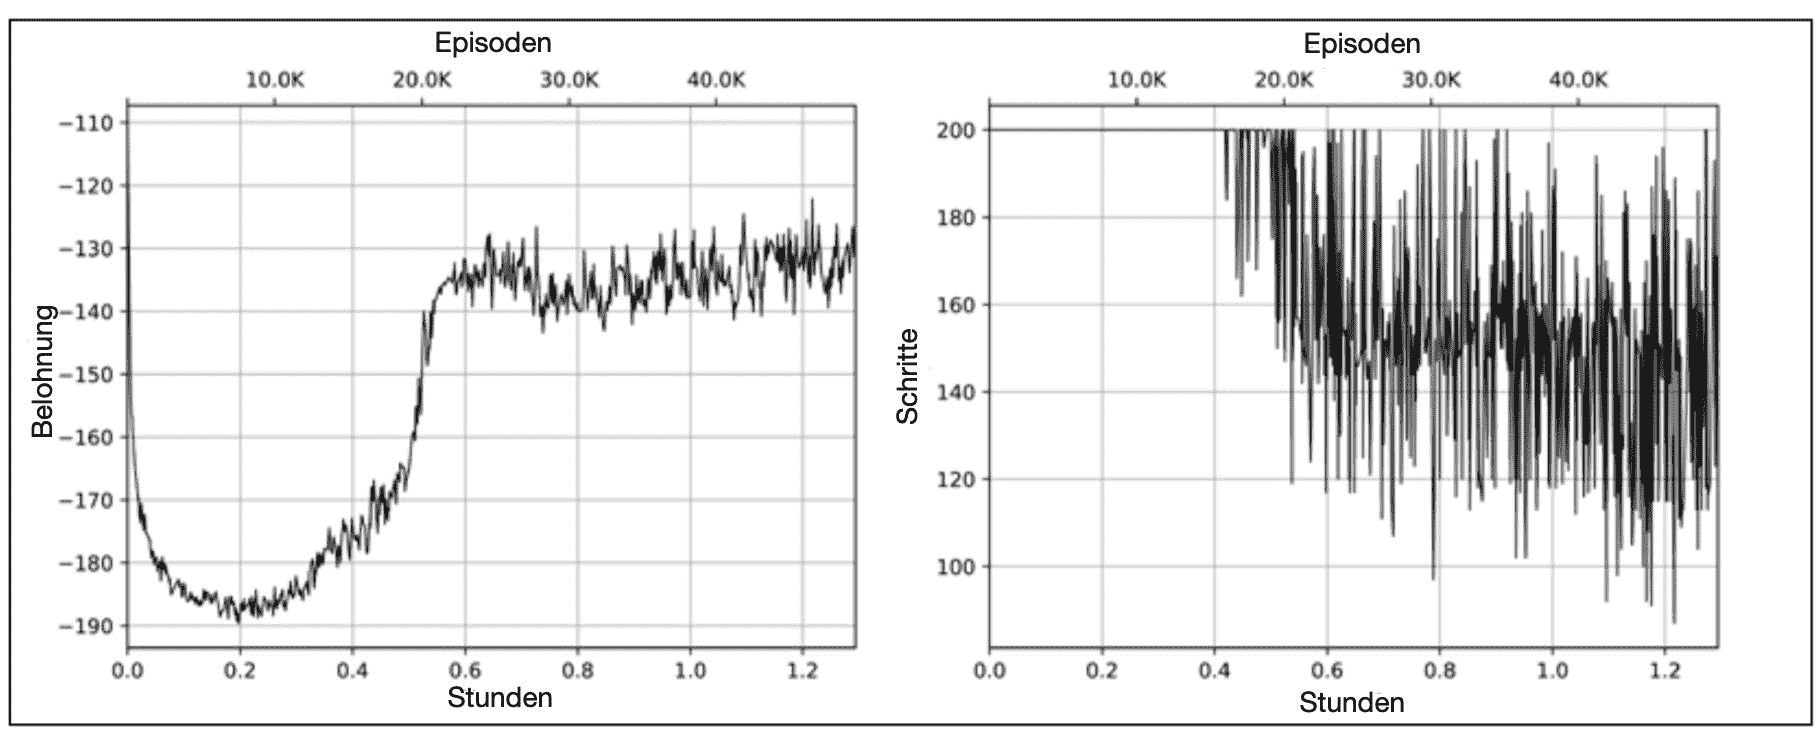 Episoden
10.0K 20.0K 30.0K 40.0K
−110
−120
−130
−140
−150
−160
−170
−180
−190
Belohnung
0.0 0.2 0.4 0.6 0.8 1.0 1.2
Stunden
Episoden
10.0K 20.0K 30.0K 40.0K
200
180
160
140
120
100
Schritte
0.0 0.2 0.4 0.6 0.8 1.0 1.2
Stunden